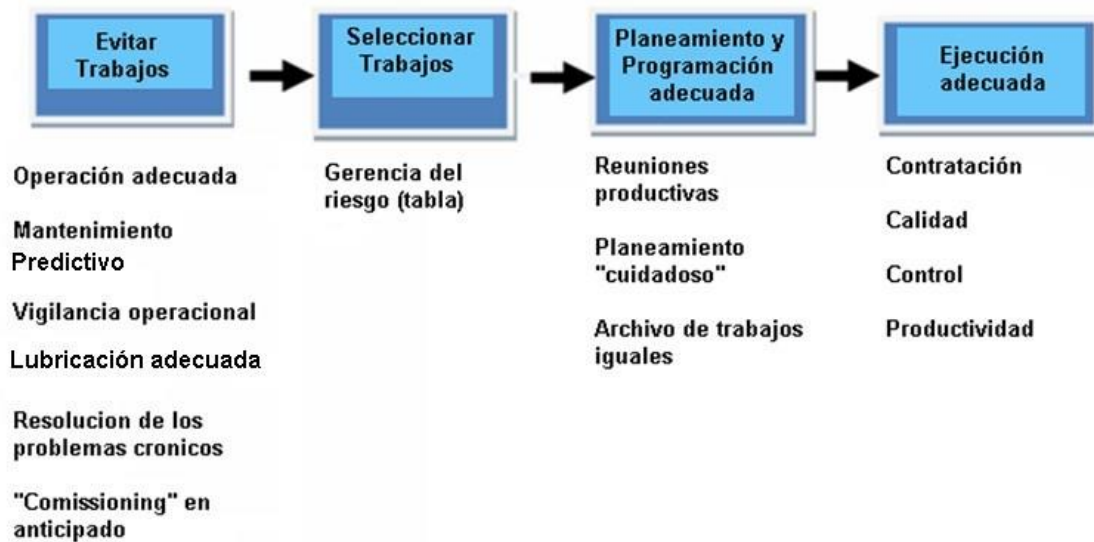 Evitar
Trabajos
Seleccionar
Trabajos
Planeamiento y
Programación
adecuada
Ejecución
adecuada
Operación adecuada
Mantenimiento
Predictivo
Vigilancia operacional
Lubricación adecuada
Resolucion de los
problemas cronicos
"Comissioning" en
anticipado
Gerencia del
riesgo (tabla)
Reuniones
productivas
Planeamiento
"cuidadoso"
Archivo de trabajos
iguales
Contratación
Calidad
Control
Productividad